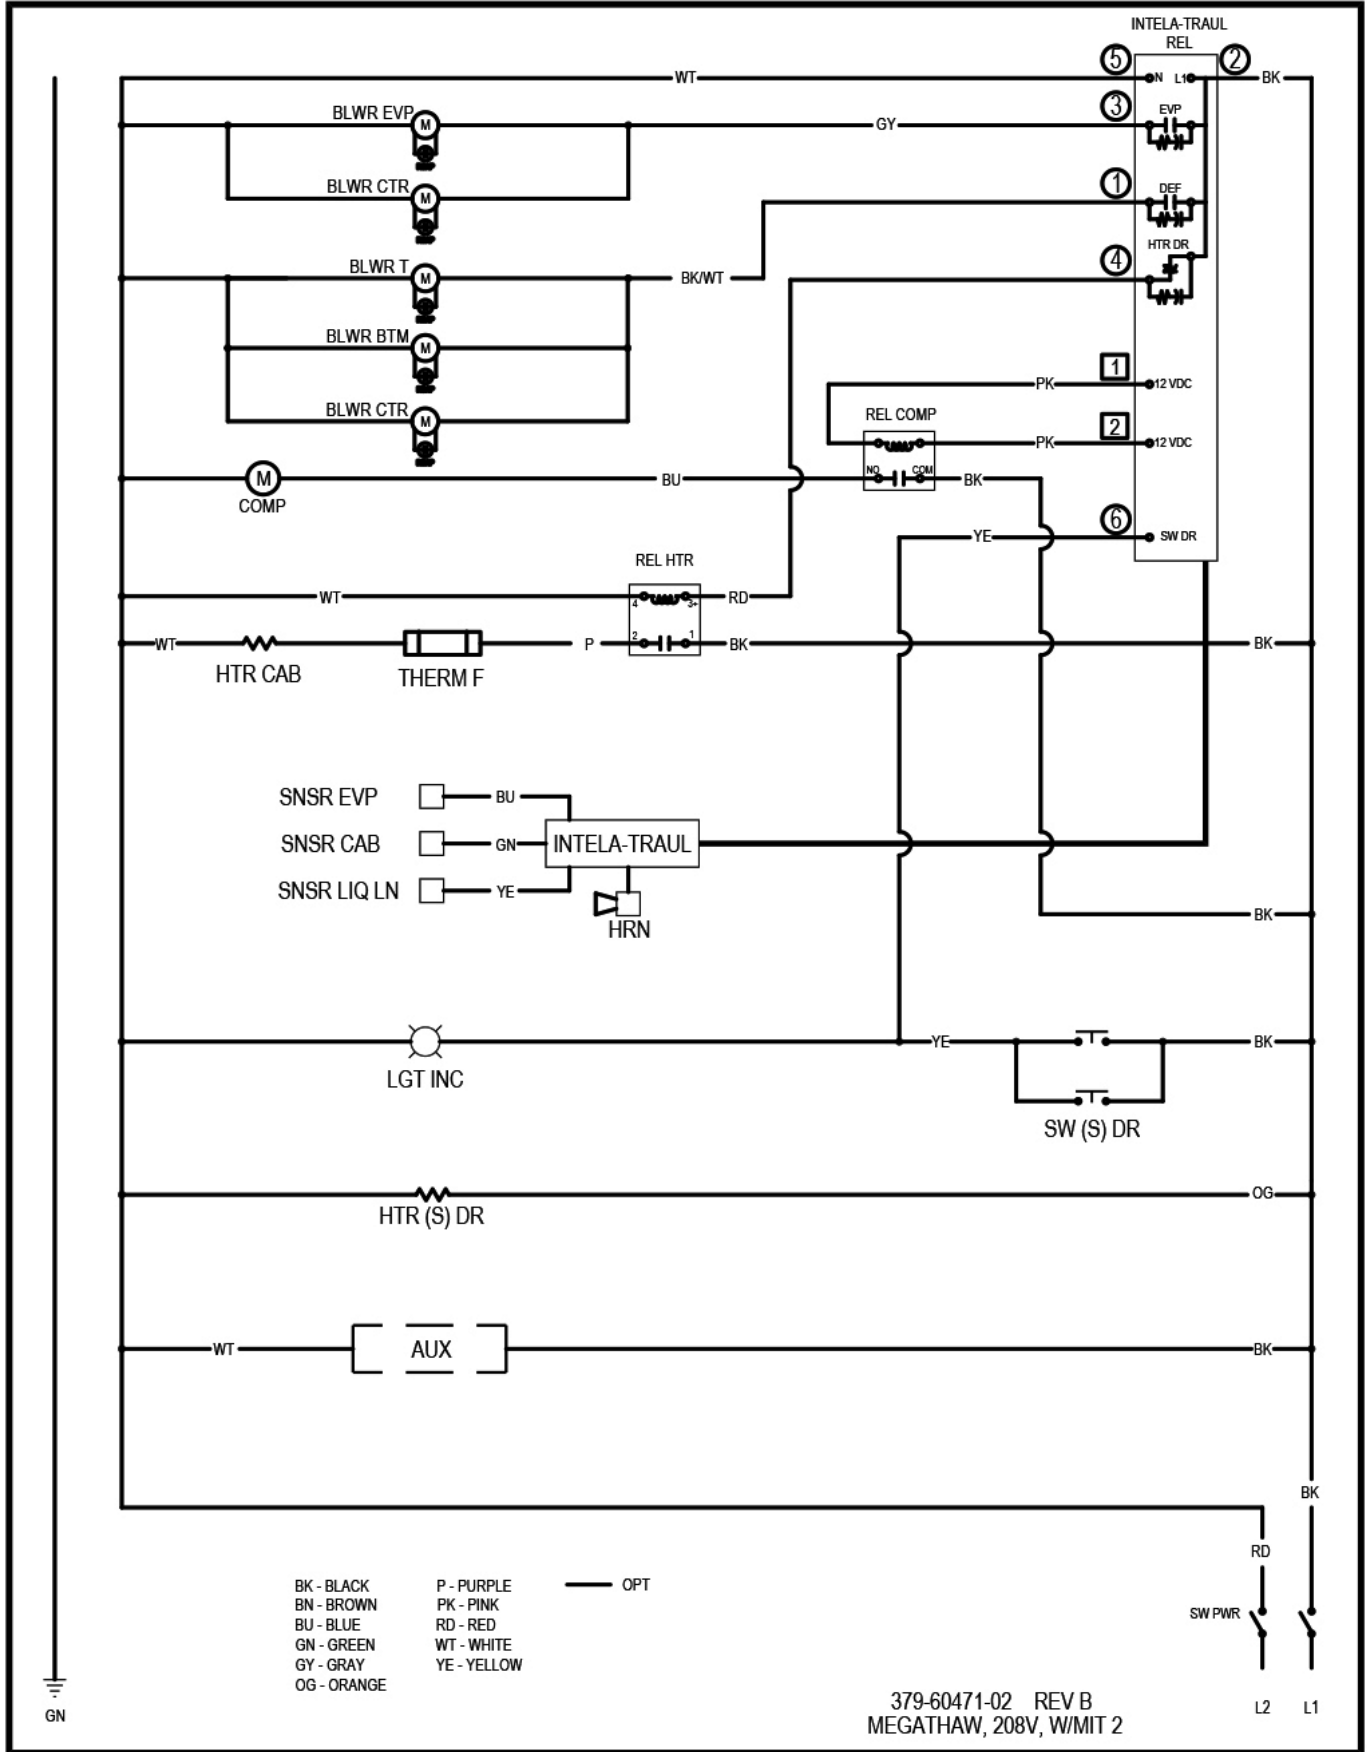 INTELA-TRAUL
REL
5
2
WT
N
L1
BK
3
EVP
BLWR EVP
M
GY
1
DEF
BLWR CTR
M
HTR DR
4
BLWR T
M
BK/WT
BLWR BTM
M
1
PK
12 VDC
BLWR CTR
M
REL COMP
2
PK
12 VDC
NO
COM
M
BU
BK
COMP
6
YE
SW DR
REL HTR
WT
4
3+
RD
WT
P
2
1
BK
BK
HTR CAB
THERM F
SNSR EVP
BU
SNSR CAB
GN
INTELA-TRAUL
SNSR LIQ LN
YE
HRN
BK
YE
BK
LGT INC
SW (S) DR
OG
HTR (S) DR
WT
AUX
BK
BK
RD
BK - BLACK
P - PURPLE
OPT
BN - BROWN
PK - PINK
BU - BLUE
RD - RED
GN - GREEN
WT - WHITE
GY - GRAY
YE - YELLOW
OG - ORANGE
SW PWR
379-60471-02 REV B
MEGATHAW, 208V, W/MIT 2
L2
L1
GN